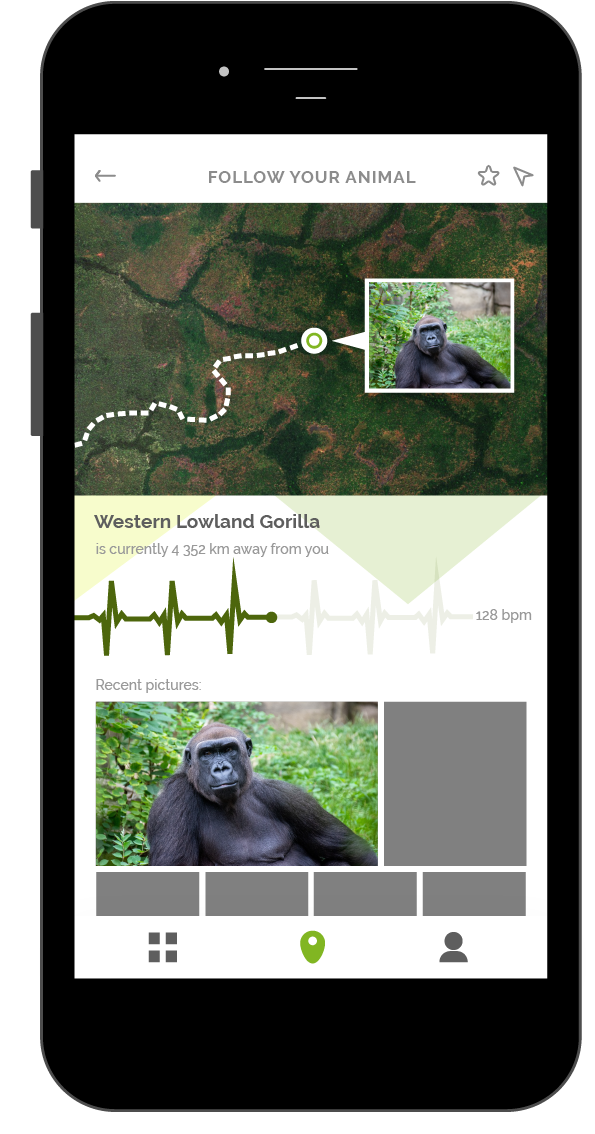 FOLLOW YOUR ANIMAL
Western Lowland Gorilla
is currently 4 352 km away from you
128 bpm
Recent pictures: